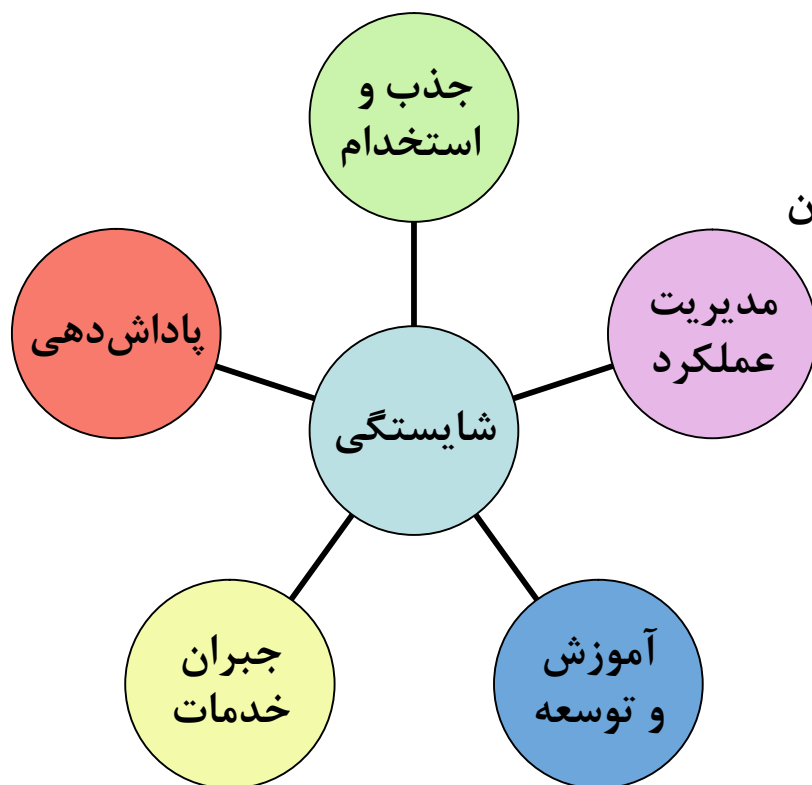 جذب و
استخدام
ن
مدیریت
عملکرد
پاداش‌دهی
شایستگی
جبران
خدمات
آموزش
و توسعه